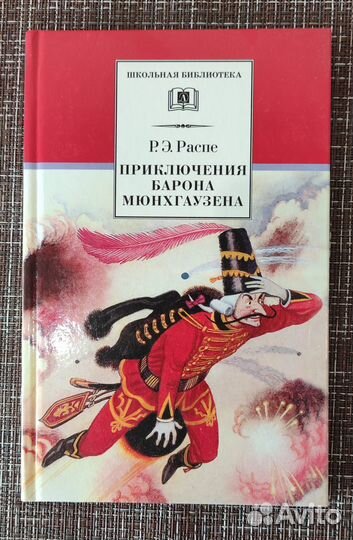 ШКОЛЬНАЯ БИБЛИОТЕКА
Р. Э. Распе
ПРИКЛЮЧЕНИЯ
БАРОНА
МЮНХГАУЗЕНА
Avito